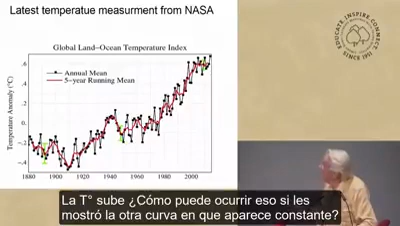 Latest temperatue measurment from NASA
EDUCATE. INSPIRE. CONNECT.
SINCE 1951
Global Land–Ocean Temperature Index
Annual Mean
5–year Running Mean
Temperature Anomaly (°C)
.6
.4
.2
0.
-.2
-.4
1880
1900
1920
1940
1960
1980
2000
La T° sube ¿Cómo puede ocurrir eso si les
mostró la otra curva en que aparece constante?